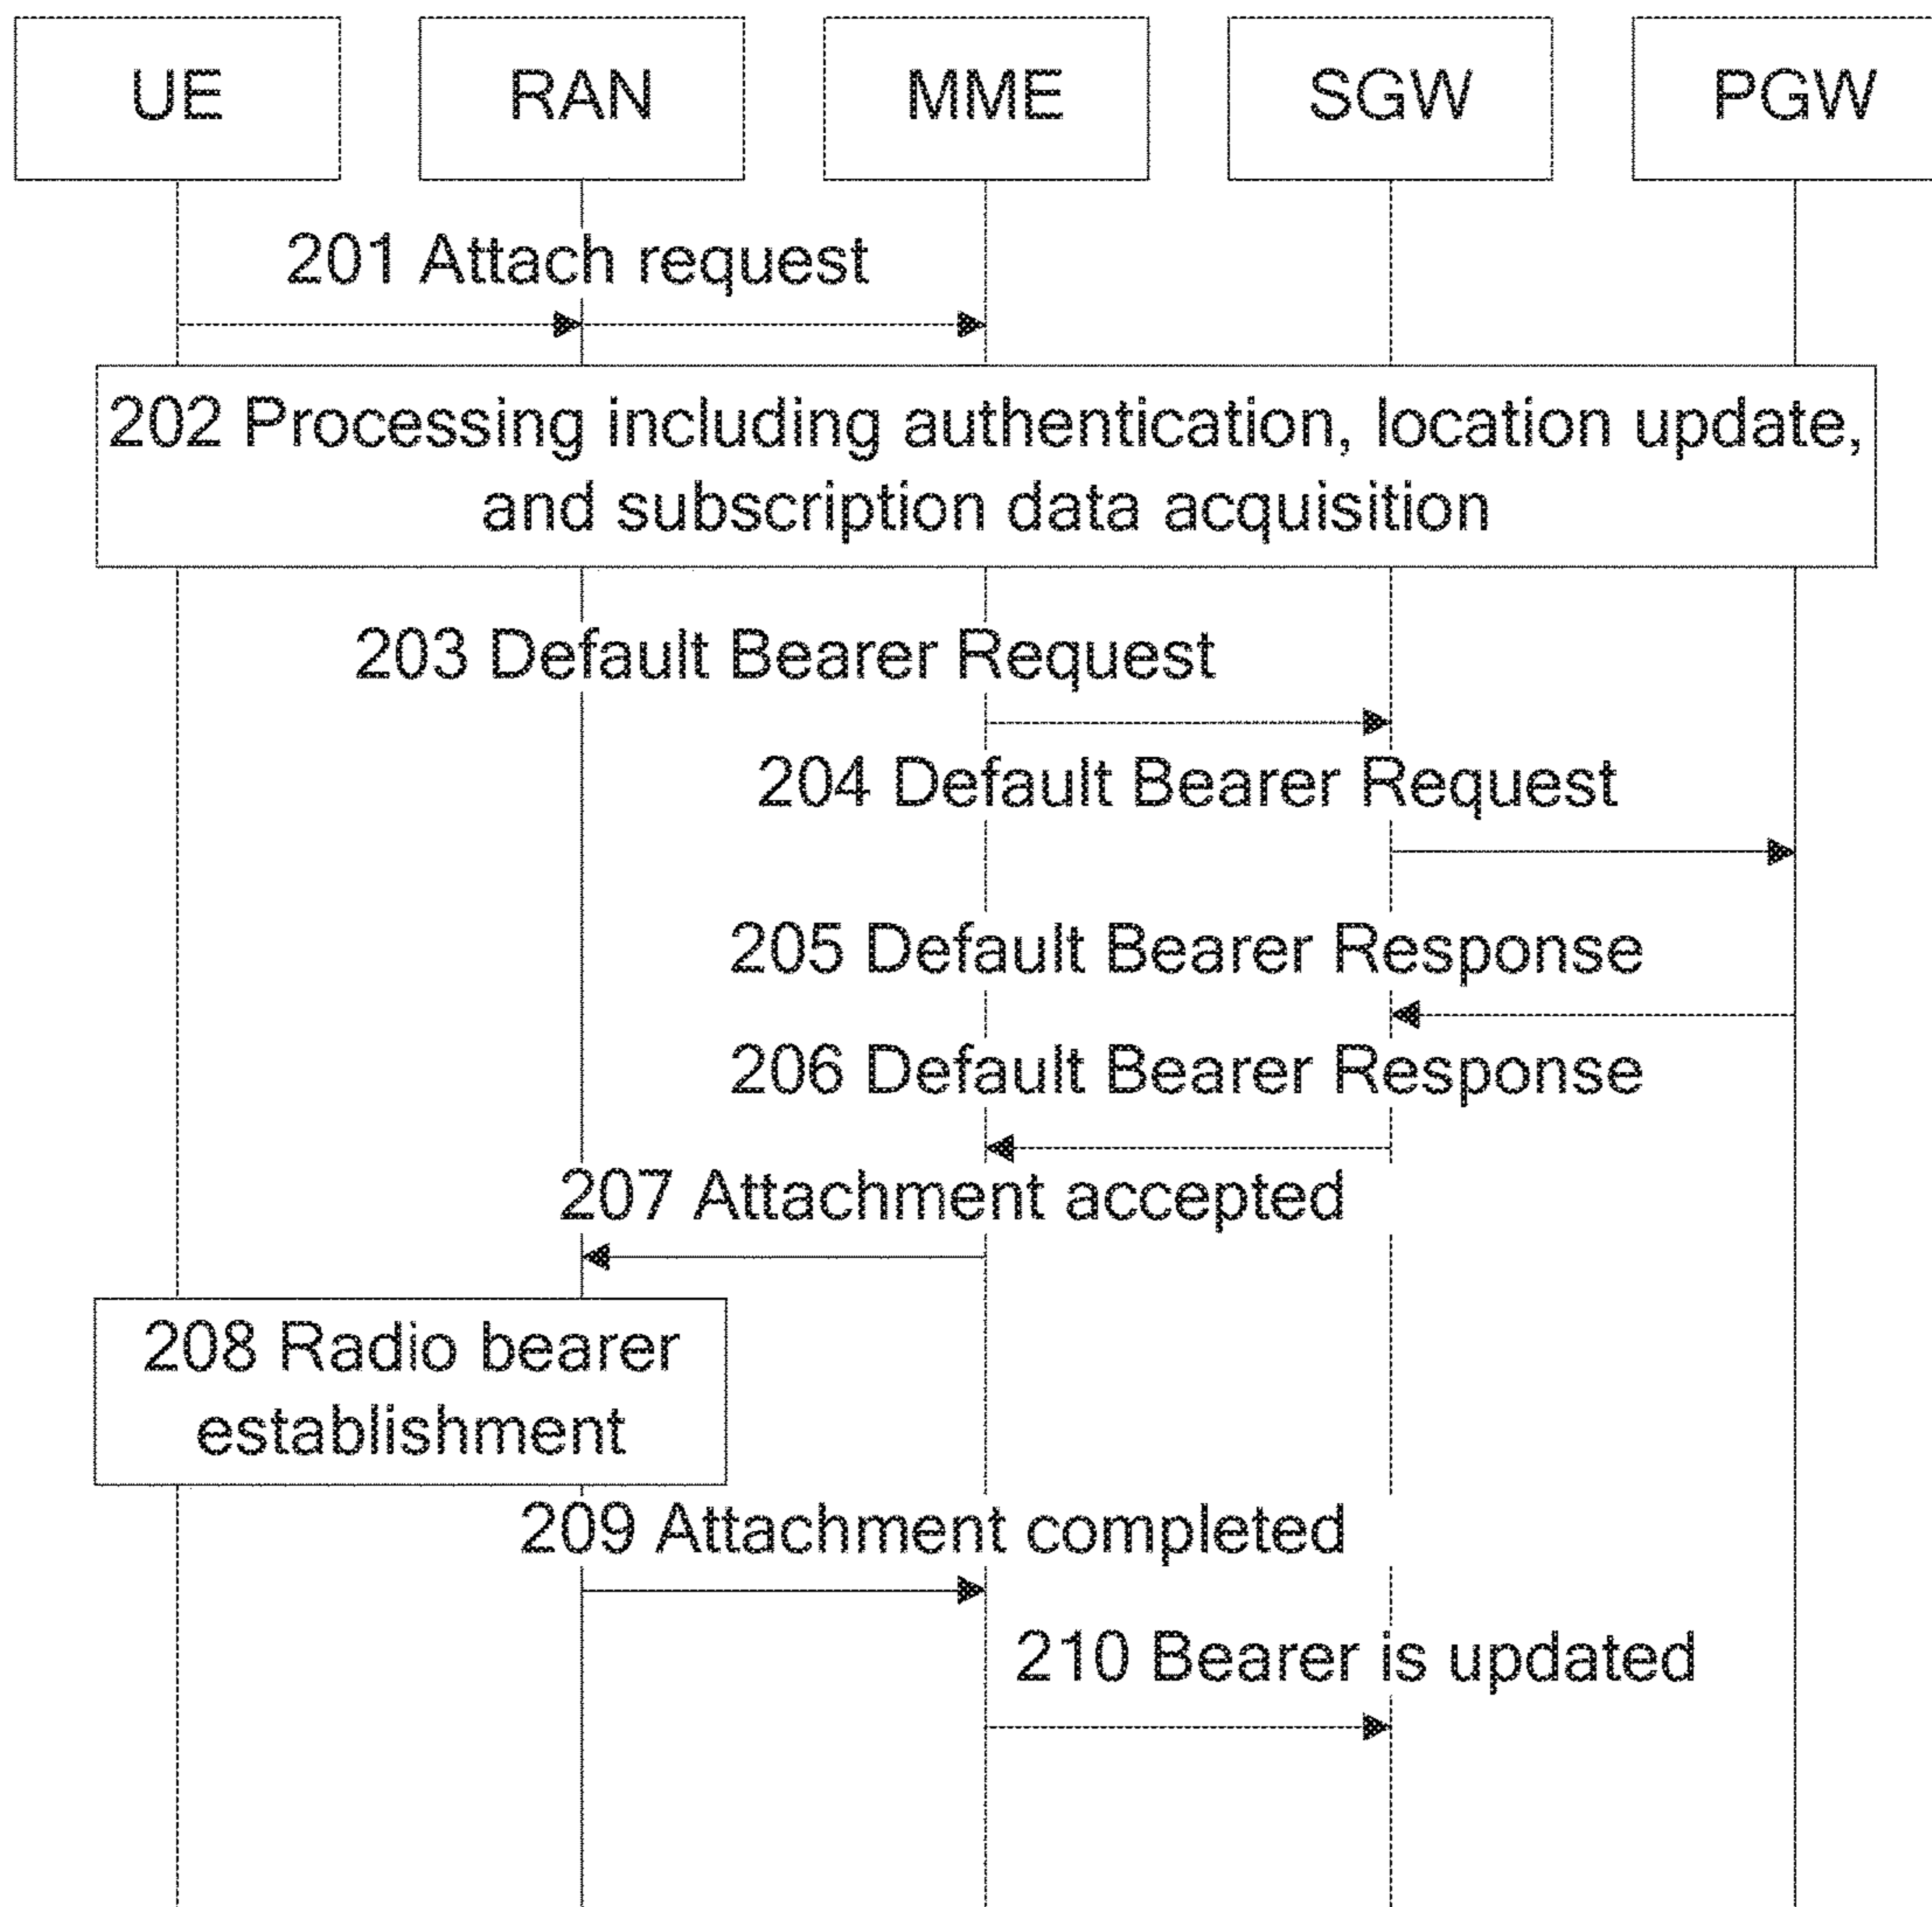 UE
RAN
MME
SGW
PGW
201 Attach request
202 Processing including authentication, location update,
and subscription data acquisition
203 Default Bearer Request
204 Default Bearer Request
205 Default Bearer Response
206 Default Bearer Response
207 Attachment accepted
208 Radio bearer
establishment
209 Attachment completed
210 Bearer is updated